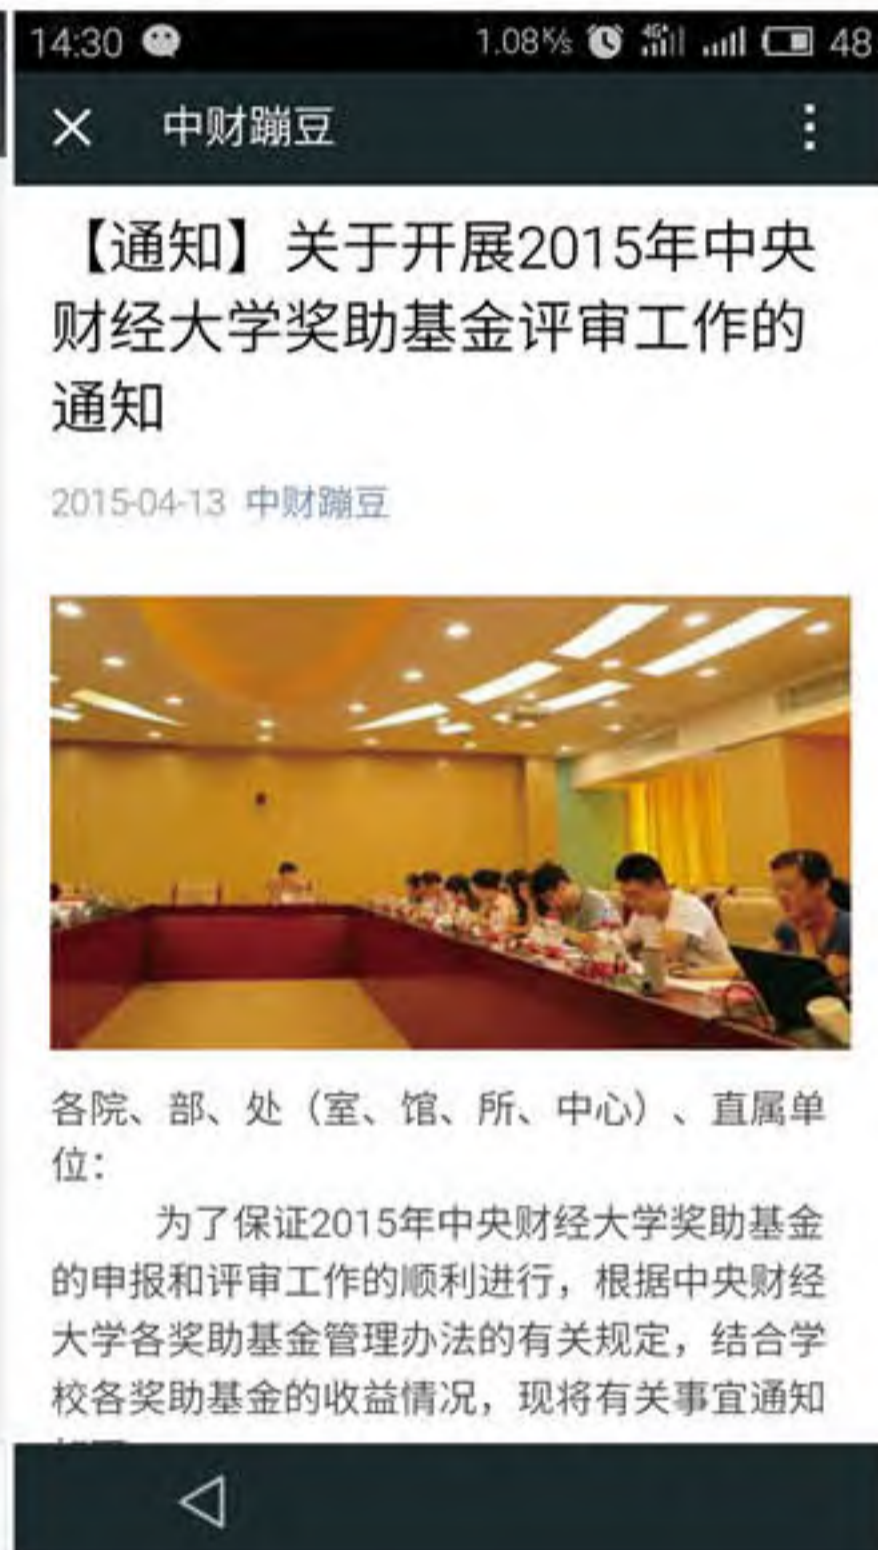 14:30 1.08K/s 4G 48
中财蹦豆
【通知】关于开展2015年中央
财经大学奖助基金评审工作的
通知
2015-04-13 中财蹦豆
各院、部、处（室、馆、所、中心）、直属单
位：
为了保证2015年中央财经大学奖助基金
的申报和评审工作的顺利进行，根据中央财经
大学各奖助基金管理办法的有关规定，结合学
校各奖助基金的收益情况，现将有关事宜通知